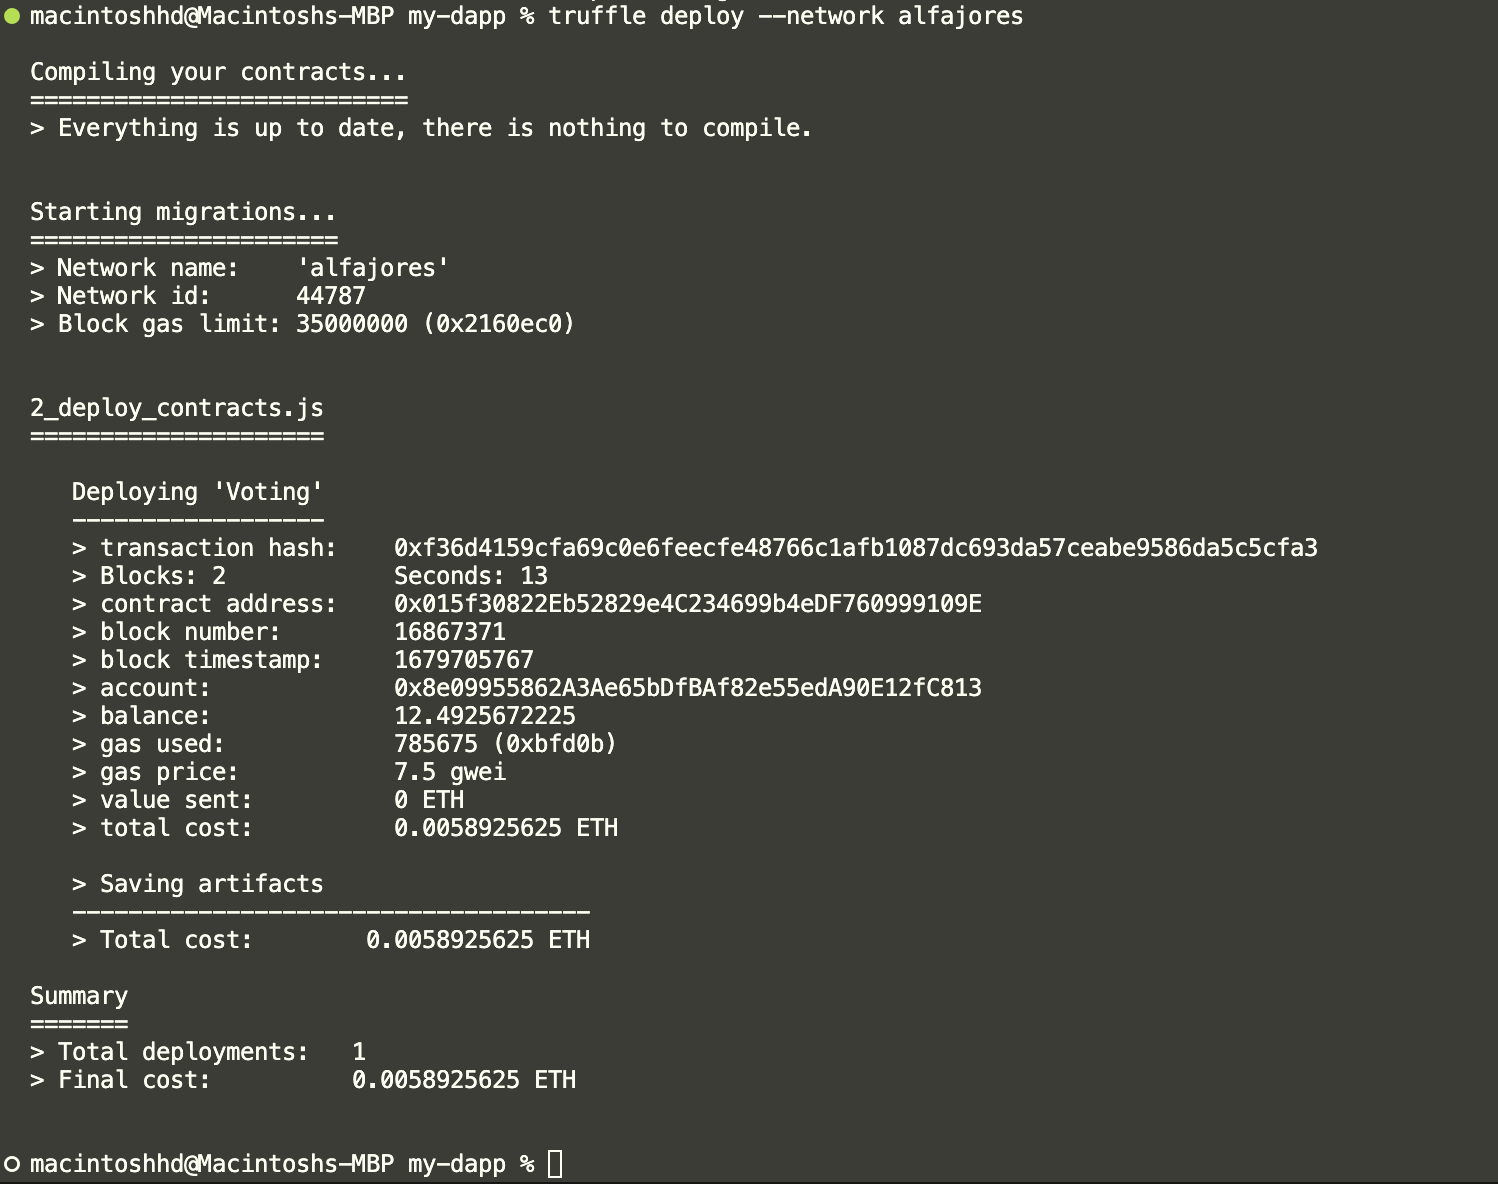 macintoshhd@Macintoshs-MBP my-dapp % truffle deploy --network alfajores
Compiling your contracts...
===========================
> Everything is up to date, there is nothing to compile.
Starting migrations...
======================
> Network name:    'alfajores'
> Network id:      44787
> Block gas limit: 35000000 (0x2160ec0)
2_deploy_contracts.js
=====================
   Deploying 'Voting'
   ------------------
   > transaction hash:    0xf36d4159cfa69c0e6feecfe48766c1afb1087dc693da57ceabe9586da5c5cfa3
   > Blocks: 2            Seconds: 13
   > contract address:    0x015f30822Eb52829e4C234699b4eDF760999109E
   > block number:        16867371
   > block timestamp:     1679705767
   > account:             0x8e09955862A3Ae65bDfBAf82e55edA90E12fC813
   > balance:             12.4925672225
   > gas used:            785675 (0xbfd0b)
   > gas price:           7.5 gwei
   > value sent:          0 ETH
   > total cost:          0.0058925625 ETH
   > Saving artifacts
   -------------------------------------
   > Total cost:        0.0058925625 ETH
Summary
=======
> Total deployments:   1
> Final cost:          0.0058925625 ETH
macintoshhd@Macintoshs-MBP my-dapp %